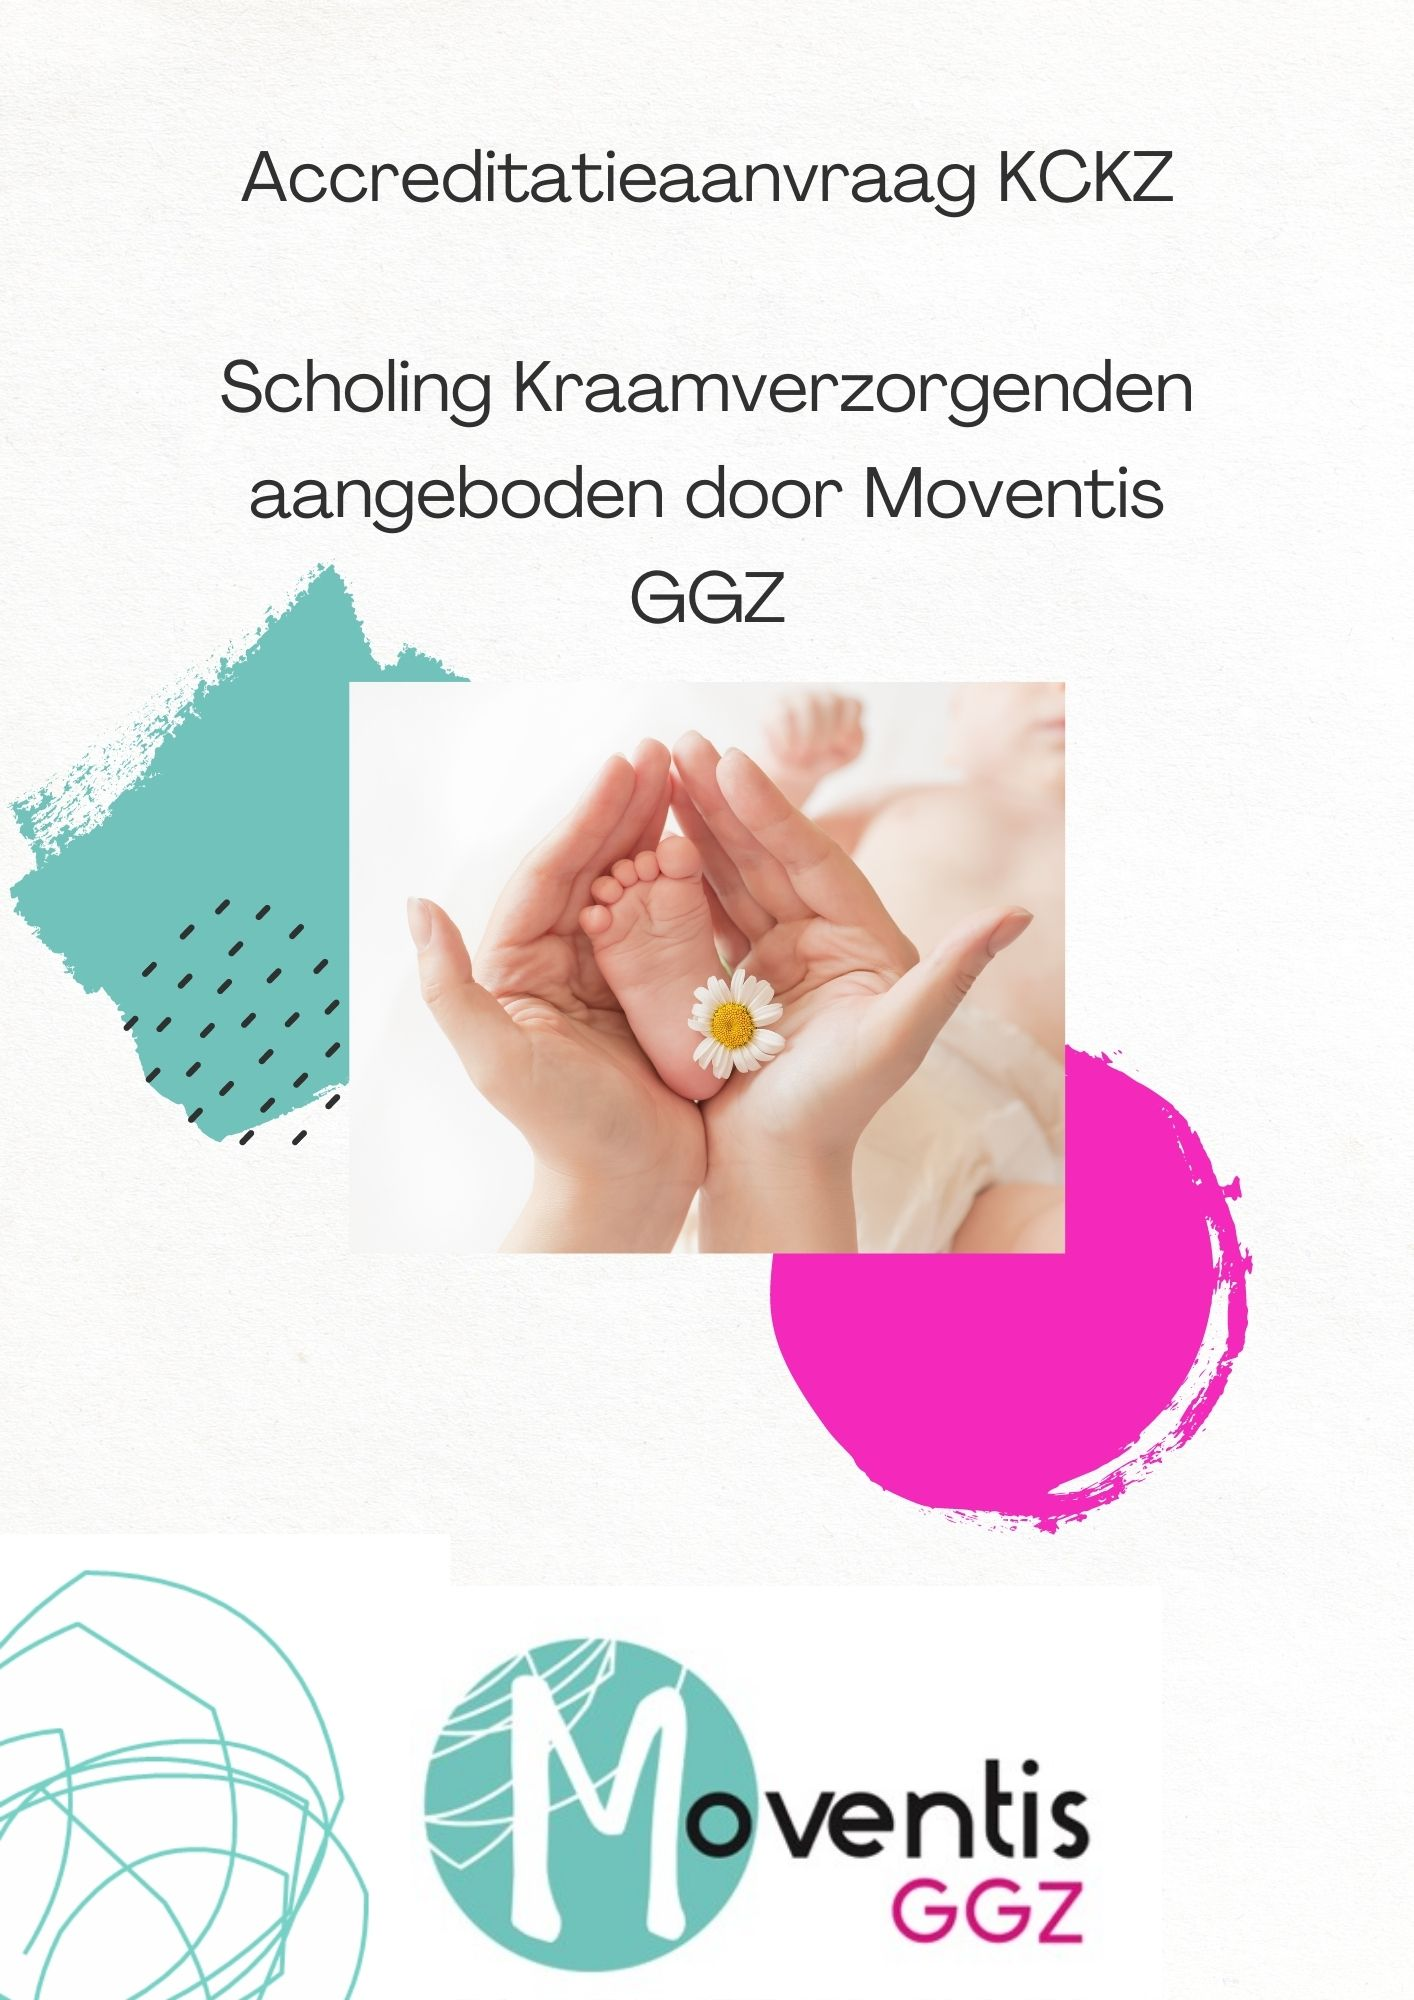 Accreditatieaanvraag KCKZ
Scholing Kraamverzorgenden
aangeboden door Moventis
GGZ
Moventis
GGZ